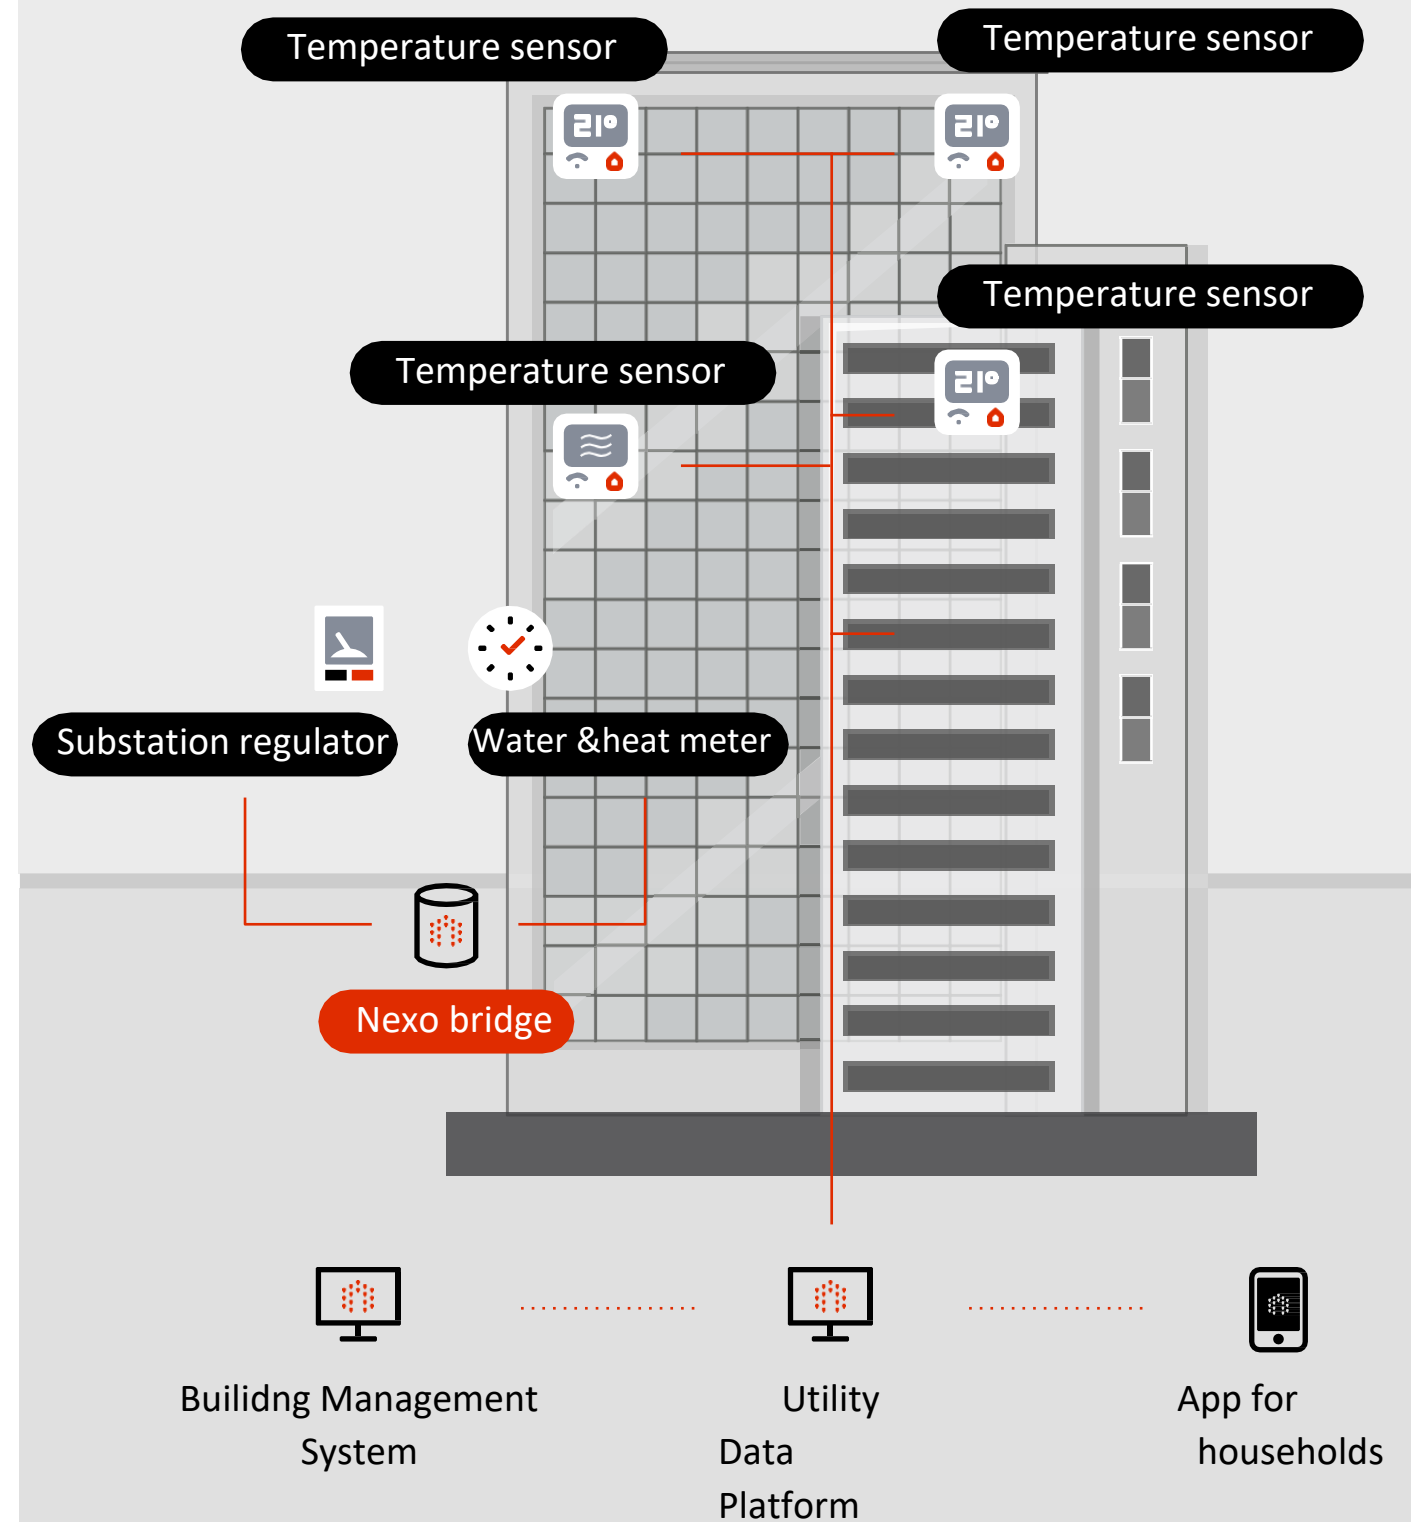 Temperature sensor
Temperature sensor
21°
21°
Temperature sensor
Temperature sensor
21°
Substation regulator
Water &heat meter
Nexo bridge
Builidng Management
System
Utility
Data
Platform
App for
households